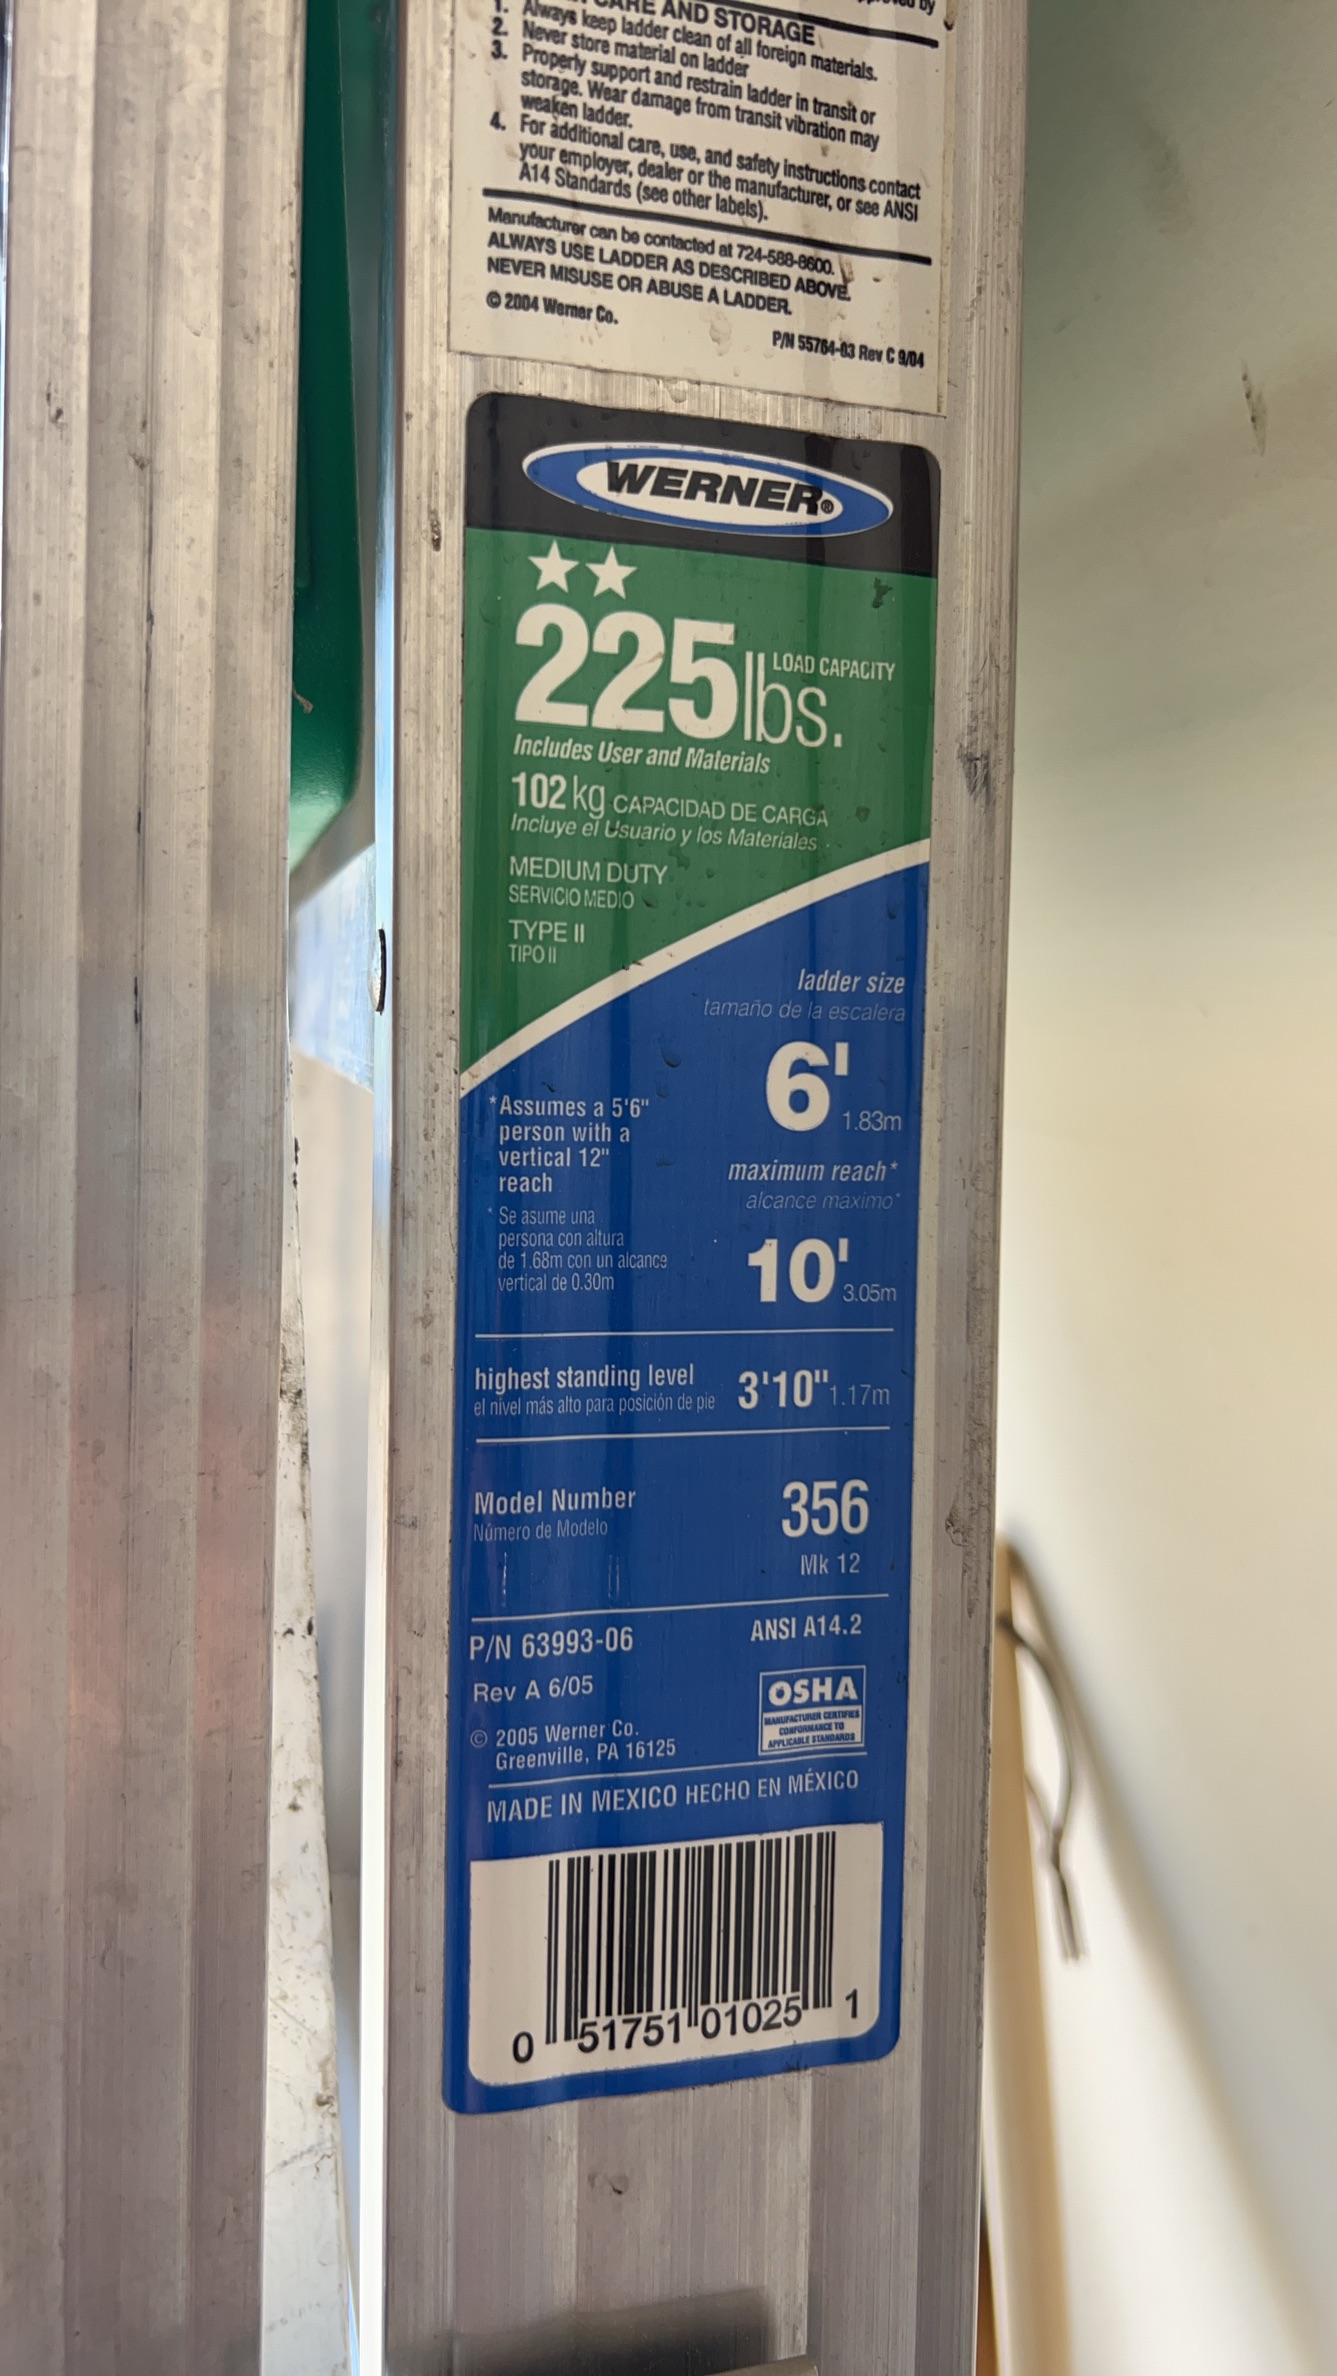 CARE AND STORAGE
1. Always keep ladder clean of all foreign materials.
2. Never store material on ladder
3. Properly support and restrain ladder in transit or
storage. Wear damage from transit vibration may
weaken ladder.
4. For additional care, use, and safety instructions contact
your employer, dealer or the manufacturer, or see ANSI
A14 Standards (see other labels).
Manufacturer can be contacted at 724-588-8600.
ALWAYS USE LADDER AS DESCRIBED ABOVE.
NEVER MISUSE OR ABUSE A LADDER.
© 2004 Werner Co.
P/N 55764-03 Rev C 9/04
WERNER®
225 lbs. LOAD CAPACITY
Includes User and Materials
102 kg CAPACIDAD DE CARGA
Incluye el Usuario y los Materiales
MEDIUM DUTY
SERVICIO MEDIO
TYPE II
TIPO II
ladder size
tamaño de la escalera
6' 1.83m
*Assumes a 5'6"
person with a
vertical 12"
reach
* Se asume una
persona con altura
de 1.68m con un alcance
vertical de 0.30m
maximum reach*
alcance maximo*
10' 3.05m
highest standing level
el nivel más alto para posición de pie
3'10" 1.17m
Model Number
Número de Modelo
356
Mk 12
P/N 63993-06
Rev A 6/05
© 2005 Werner Co.
Greenville, PA 16125
ANSI A14.2
OSHA
MANUFACTURER CERTIFIES
CONFORMANCE TO
APPLICABLE STANDARDS
MADE IN MEXICO HECHO EN MÉXICO
0 51751 01025 1